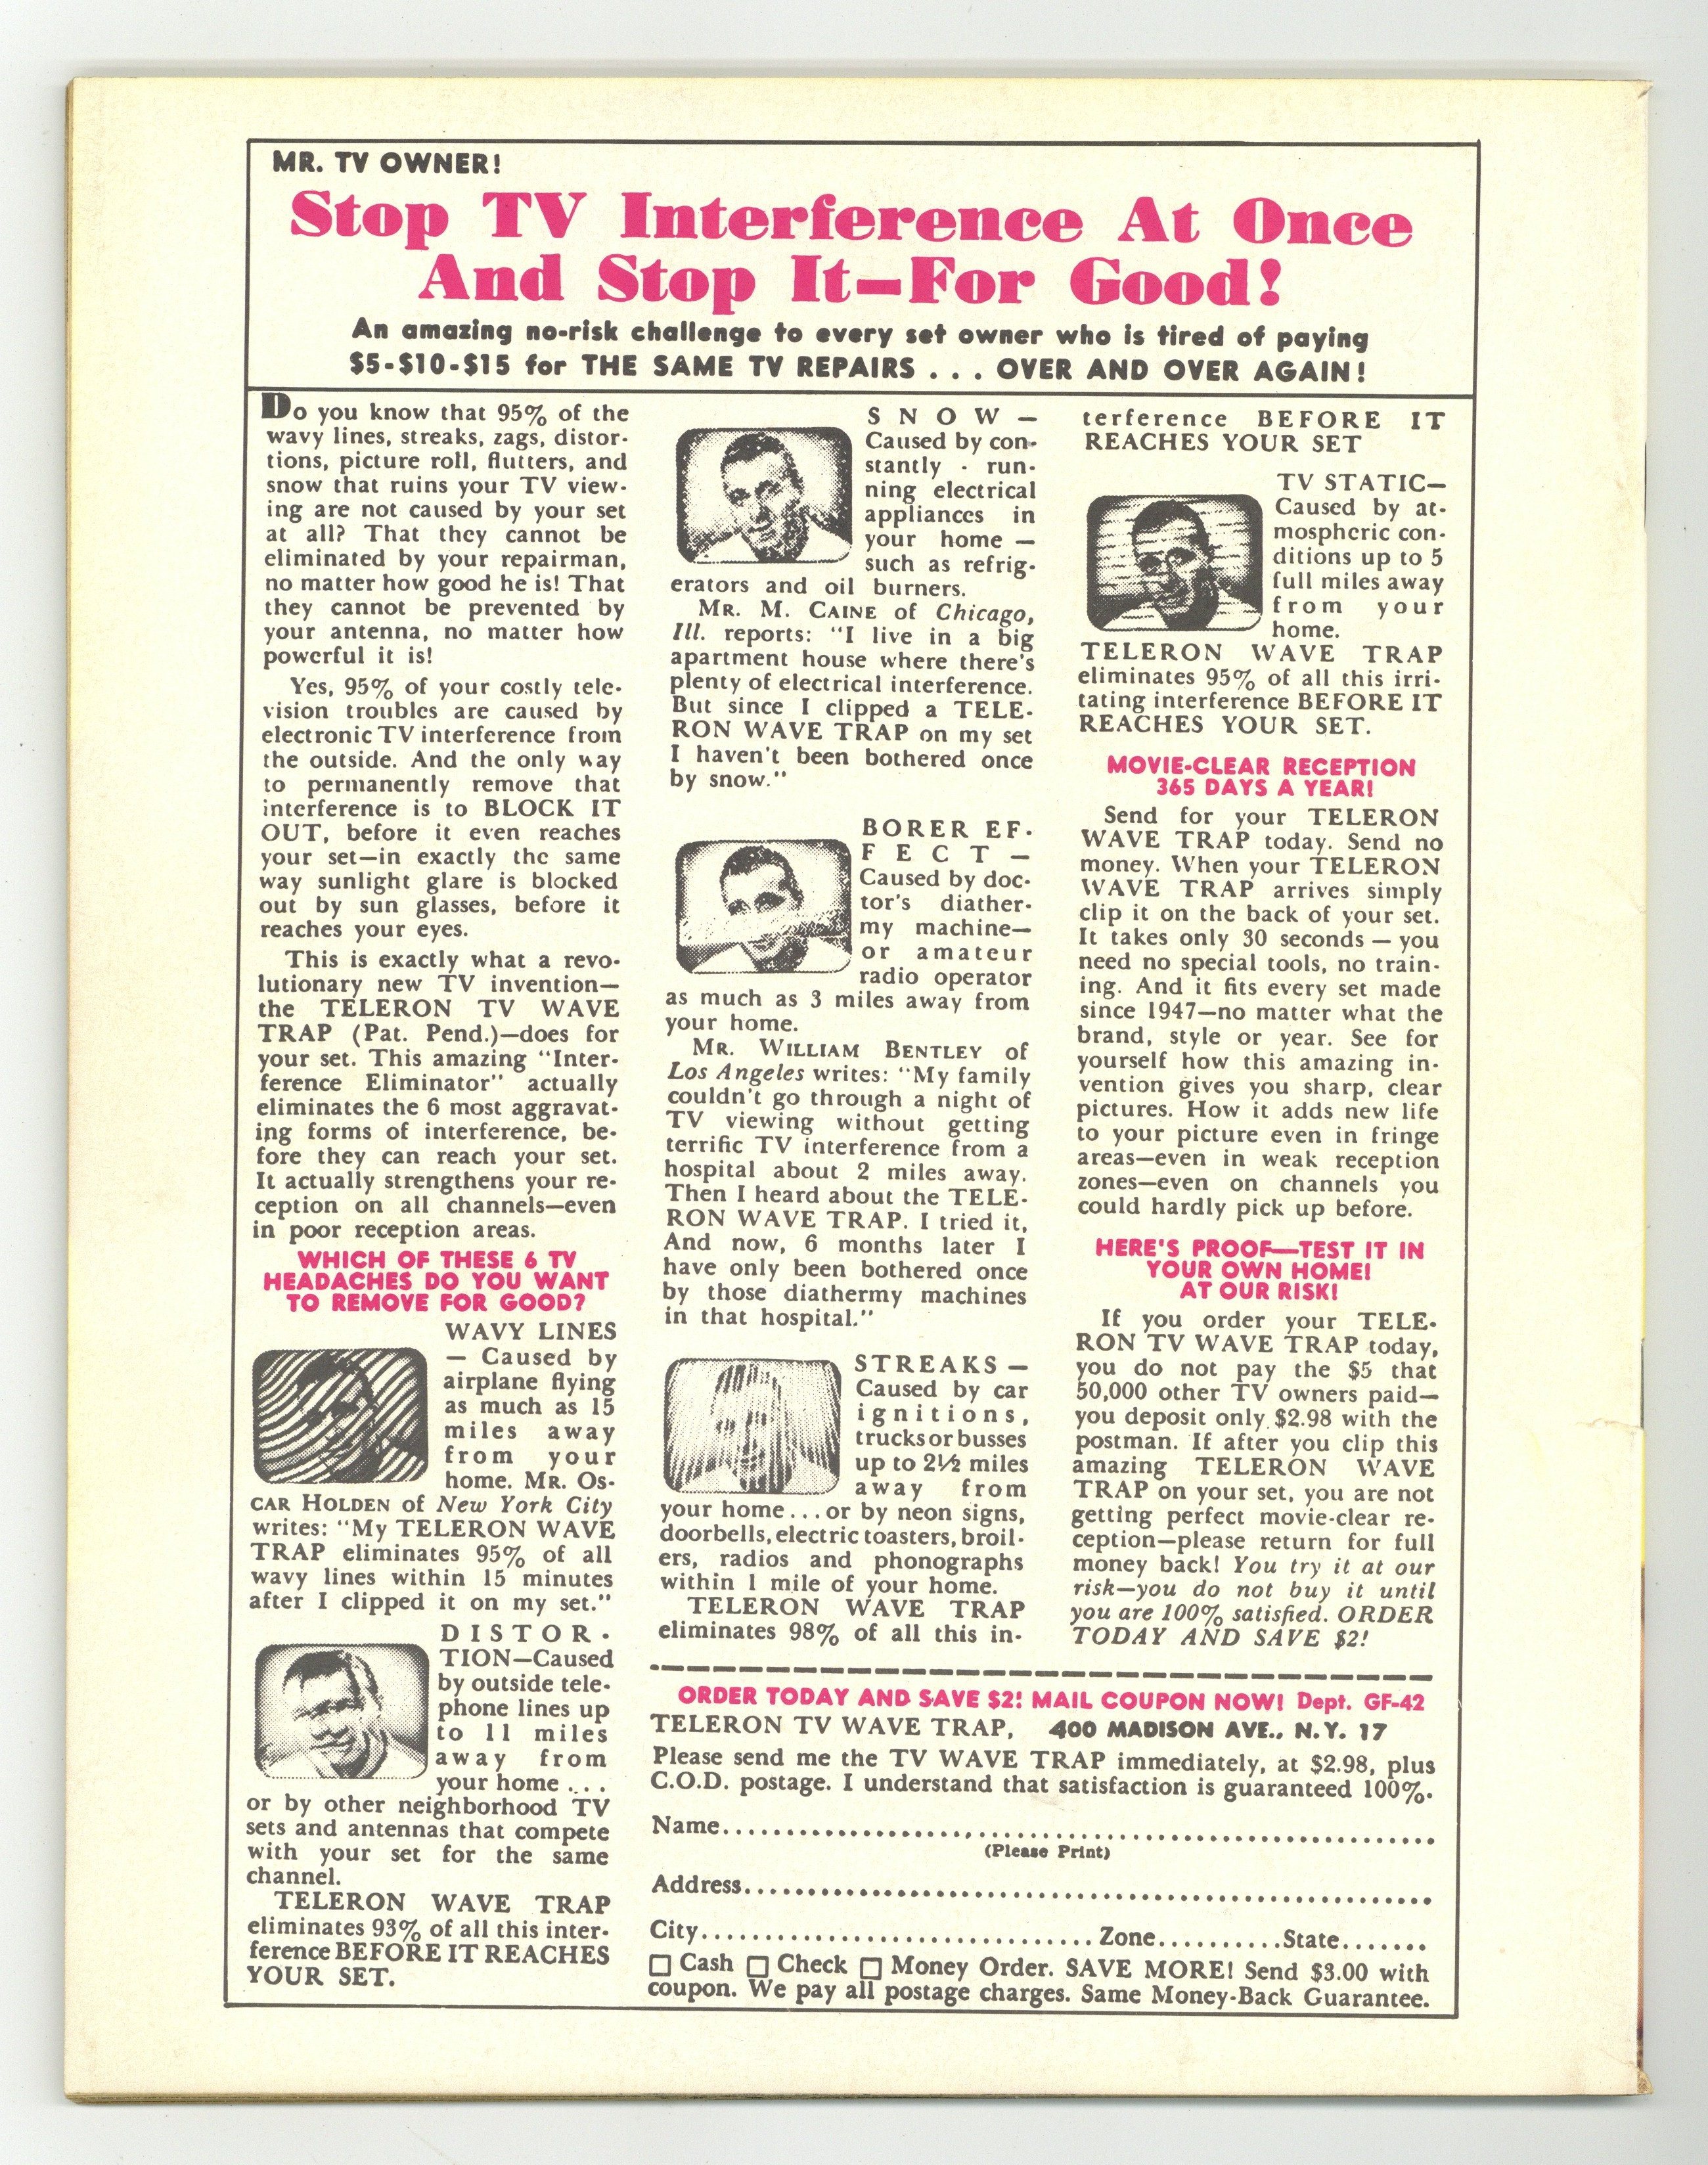 MR. TV OWNER!
Stop TV Interference At Once
And Stop It—For Good!
An amazing no-risk challenge to every set owner who is tired of paying
$5-$10-$15 for THE SAME TV REPAIRS . . . OVER AND OVER AGAIN!
Do you know that 95% of the
wavy lines, streaks, zags, distor-
tions, picture roll, flutters, and
snow that ruins your TV view-
ing are not caused by your set
at all? That they cannot be
eliminated by your repairman,
no matter how good he is! That
they cannot be prevented by
your antenna, no matter how
powerful it is!
Yes, 95% of your costly tele-
vision troubles are caused by
electronic TV interference from
the outside. And the only way
to permanently remove that
interference is to BLOCK IT
OUT, before it even reaches
your set—in exactly the same
way sunlight glare is blocked
out by sun glasses, before it
reaches your eyes.
This is exactly what a revo-
lutionary new TV invention—
the TELERON TV WAVE
TRAP (Pat. Pend.)—does for
your set. This amazing "Inter-
ference Eliminator" actually
eliminates the 6 most aggravat-
ing forms of interference, be-
fore they can reach your set.
It actually strengthens your re-
ception on all channels—even
in poor reception areas.
WHICH OF THESE 6 TV
HEADACHES DO YOU WANT
TO REMOVE FOR GOOD?
WAVY LINES
— Caused by
airplane flying
as much as 15
miles away
from your
home. MR. OS-
CAR HOLDEN of New York City
writes: "My TELERON WAVE
TRAP eliminates 95% of all
wavy lines within 15 minutes
after I clipped it on my set."
DISTOR-
TION—Caused
by outside tele-
phone lines up
to 11 miles
away from
your home . . .
or by other neighborhood TV
sets and antennas that compete
with your set for the same
channel.
TELERON WAVE TRAP
eliminates 93% of all this inter-
ference BEFORE IT REACHES
YOUR SET.
SNOW —
Caused by con-
stantly - run-
ning electrical
appliances in
your home —
such as refrig-
erators and oil burners.
MR. M. CAINE of Chicago,
Ill. reports: "I live in a big
apartment house where there's
plenty of electrical interference.
But since I clipped a TELE-
RON WAVE TRAP on my set
I haven't been bothered once
by snow."
BORER EF-
FECT —
Caused by doc-
tor's diather-
my machine—
or amateur
radio operator
as much as 3 miles away from
your home.
MR. WILLIAM BENTLEY of
Los Angeles writes: "My family
couldn't go through a night of
TV viewing without getting
terrific TV interference from a
hospital about 2 miles away.
Then I heard about the TELE-
RON WAVE TRAP. I tried it,
And now, 6 months later I
have only been bothered once
by those diathermy machines
in that hospital."
STREAKS —
Caused by car
ignitions,
trucks or busses
up to 2½ miles
away from
your home . . . or by neon signs,
doorbells, electric toasters, broil-
ers, radios and phonographs
within 1 mile of your home.
TELERON WAVE TRAP
eliminates 98% of all this in-
terference BEFORE IT
REACHES YOUR SET
TV STATIC—
Caused by at-
mospheric con-
ditions up to 5
full miles away
from your
home.
TELERON WAVE TRAP
eliminates 95% of all this irri-
tating interference BEFORE IT
REACHES YOUR SET.
MOVIE-CLEAR RECEPTION
365 DAYS A YEAR!
Send for your TELERON
WAVE TRAP today. Send no
money. When your TELERON
WAVE TRAP arrives simply
clip it on the back of your set.
It takes only 30 seconds — you
need no special tools, no train-
ing. And it fits every set made
since 1947—no matter what the
brand, style or year. See for
yourself how this amazing in-
vention gives you sharp, clear
pictures. How it adds new life
to your picture even in fringe
areas—even in weak reception
zones—even on channels you
could hardly pick up before.
HERE'S PROOF—TEST IT IN
YOUR OWN HOME!
AT OUR RISK!
If you order your TELE-
RON TV WAVE TRAP today,
you do not pay the $5 that
50,000 other TV owners paid—
you deposit only $2.98 with the
postman. If after you clip this
amazing TELERON WAVE
TRAP on your set, you are not
getting perfect movie-clear re-
ception—please return for full
money back! You try it at our
risk—you do not buy it until
you are 100% satisfied. ORDER
TODAY AND SAVE $2!
ORDER TODAY AND SAVE $2! MAIL COUPON NOW! Dept. GF-42
TELERON TV WAVE TRAP, 400 MADISON AVE., N.Y. 17
Please send me the TV WAVE TRAP immediately, at $2.98, plus
C.O.D. postage. I understand that satisfaction is guaranteed 100%.
Name
(Please Print)
Address
City Zone State
□ Cash □ Check □ Money Order. SAVE MORE! Send $3.00 with
coupon. We pay all postage charges. Same Money-Back Guarantee.